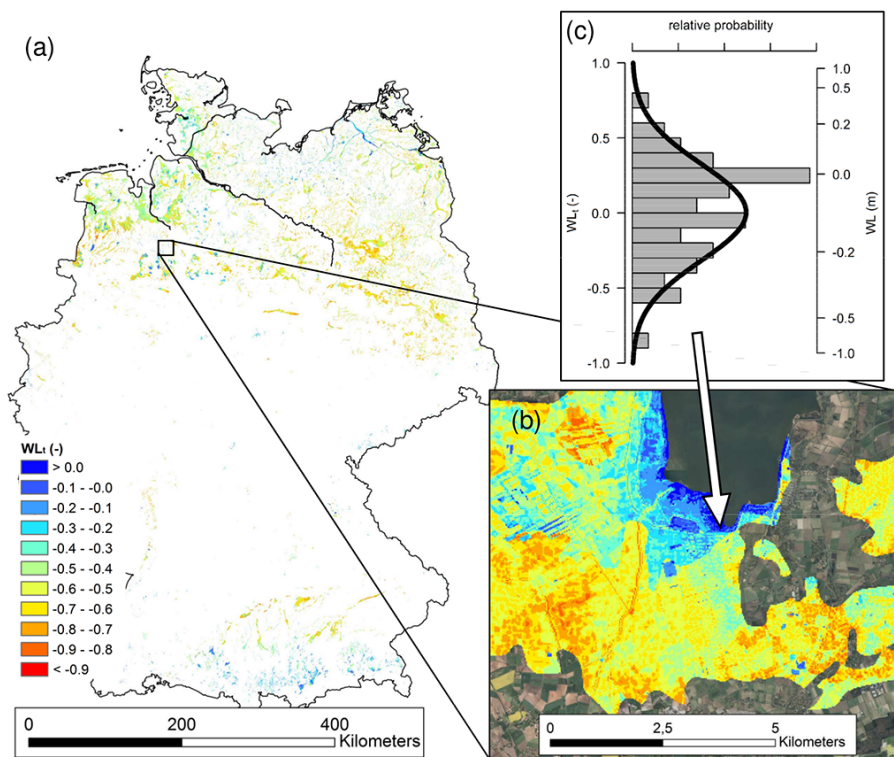 (a)
WLt (-)
> 0.0
-0.1 - -0.0
-0.2 - -0.1
-0.3 - -0.2
-0.4 - -0.3
-0.5 - -0.4
-0.6 - -0.5
-0.7 - -0.6
-0.8 - -0.7
-0.9 - -0.8
< -0.9
0 200 400
Kilometers
(c)
relative probability
1.0
0.5
0.0
-0.5
-1.0
WLt (-)
1.0
0.5
0.2
0.0
-0.2
-0.5
-1.0
WL (m)
(b)
0 2,5 5
Kilometers